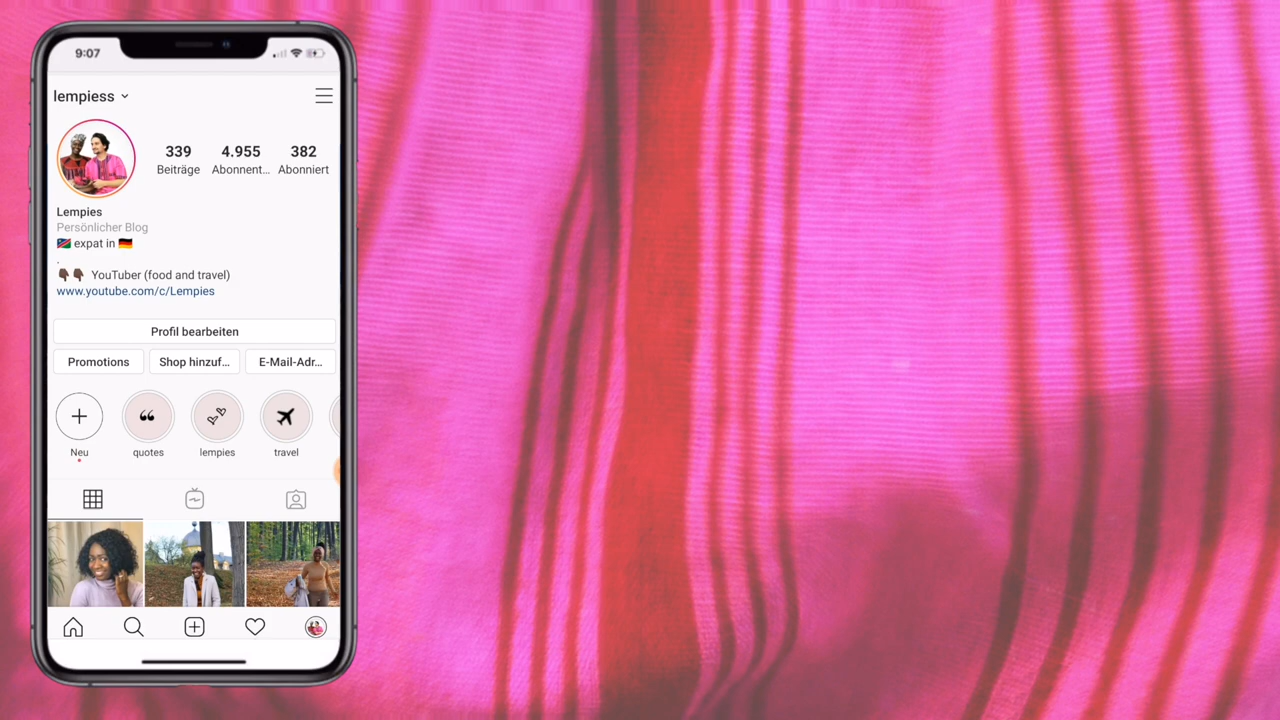 9:07
lempiess
339 4.955 382
Beiträge Abonnent... Abonniert
Lempies
Persönlicher Blog
🇳🇦 expat in 🇩🇪
.
👇🏿👇🏿 YouTuber (food and travel)
www.youtube.com/c/Lempies
Profil bearbeiten
Promotions Shop hinzuf... E-Mail-Adr...
Neu quotes lempies travel